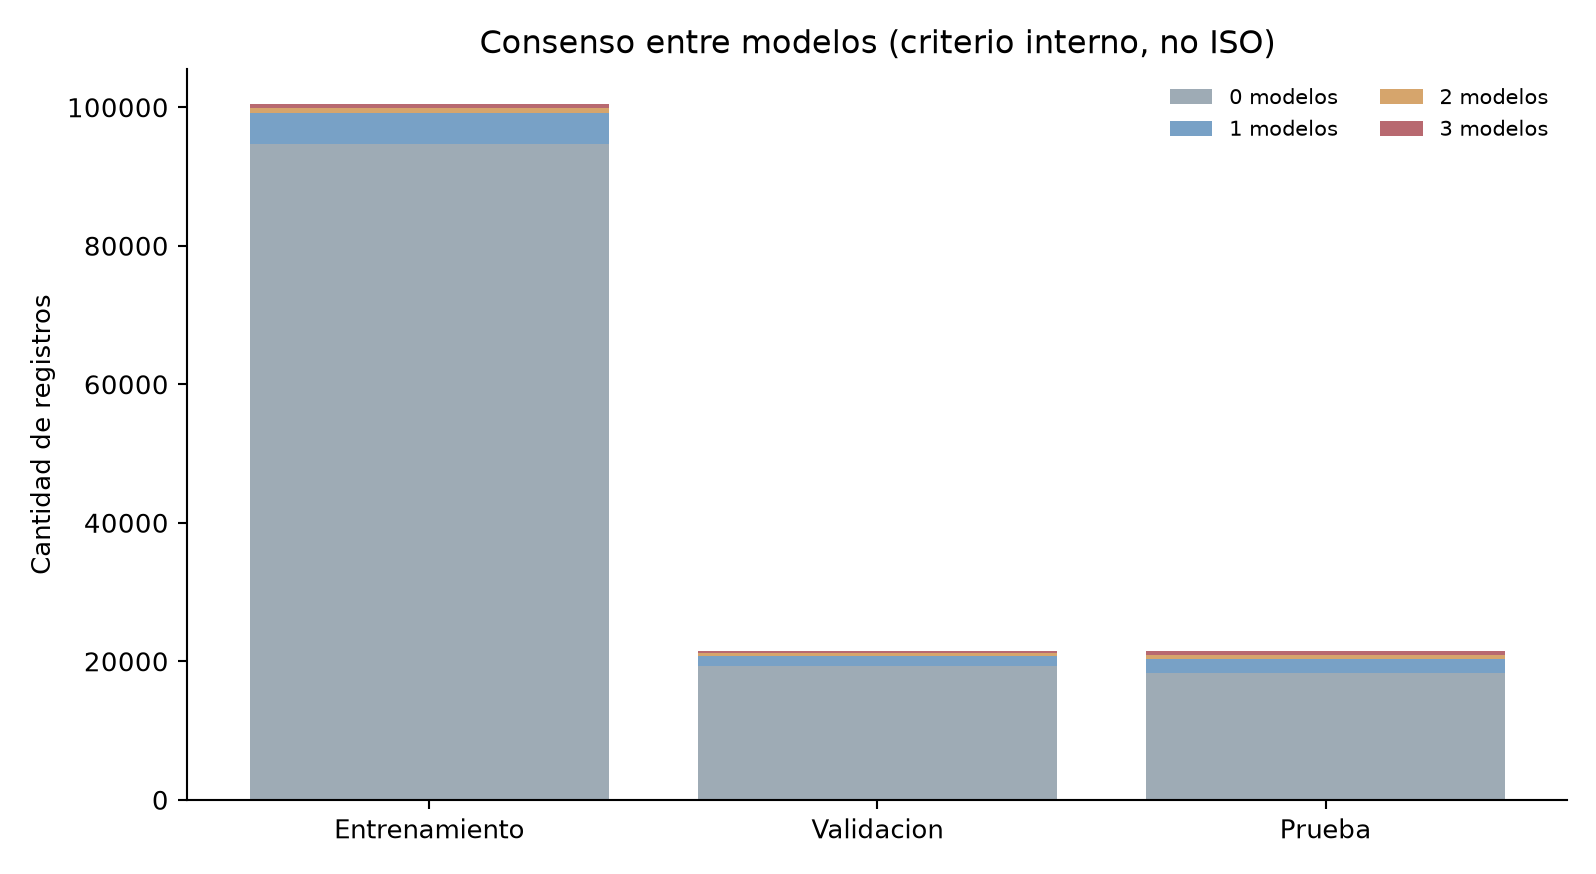 Consenso entre modelos (criterio interno, no ISO)
0 modelos
2 modelos
1 modelos
3 modelos
Cantidad de registros
100000
80000
60000
40000
20000
0
Entrenamiento
Validacion
Prueba